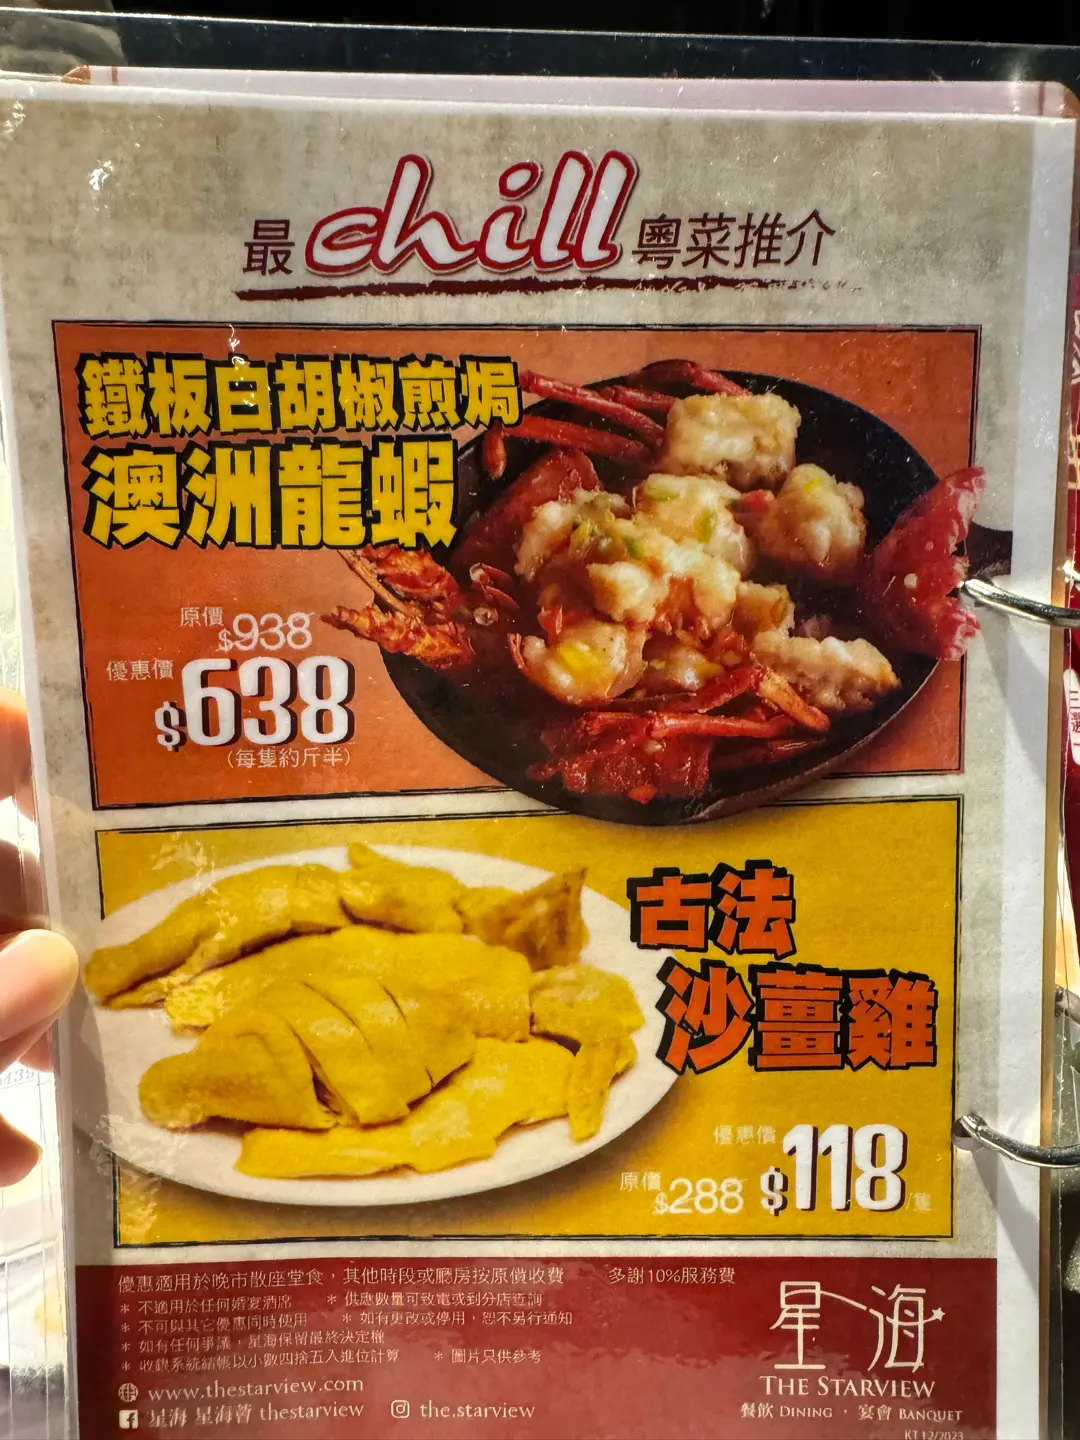 最chill粵菜推介
鐵板白胡椒煎焗
澳洲龍蝦
原價
$938
優惠價
$638
(每隻約斤半)
古法
沙薑雞
優惠價
原價
$288 $118/隻
優惠適用於晚市散座堂食，其他時段或廳房按原價收費 多謝10%服務費
* 不適用於任何婚宴酒席 * 供應數量可致電或到分店查詢
* 不可與其它優惠同時使用 * 如有更改或停用，恕不另行通知
* 如有任何爭議，星海保留最終決定權
* 收銀系統結帳以小數四捨五入進位計算 * 圖片只供參考
www.thestarview.com
星海 星海薈 thestarview the.starview
星海
THE STARVIEW
餐飲 DINING · 宴會 BANQUET
KT12/2023